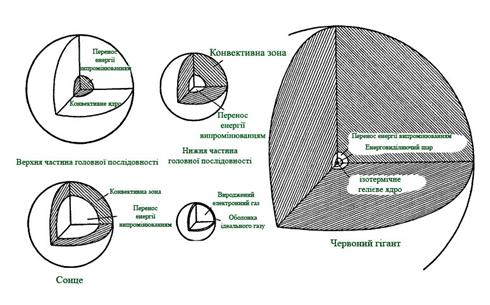 Перенос
енергії
випромінюванням
Конвективне ядро
Верхня частина головної послідовності
Конвективна зона
Перенос
енергії
випромінюванцям
Нижня частина
головної послідовності
Перенос енергії випромінюванням
Енерговиділяючий шар
ізотермічне
гелієве ядро
Червоний гігант
Конвективна зона
Перенос
енергії
випромінюванням
Сонце
Вироджений
електронний газ
Оболонка
ідеального газу